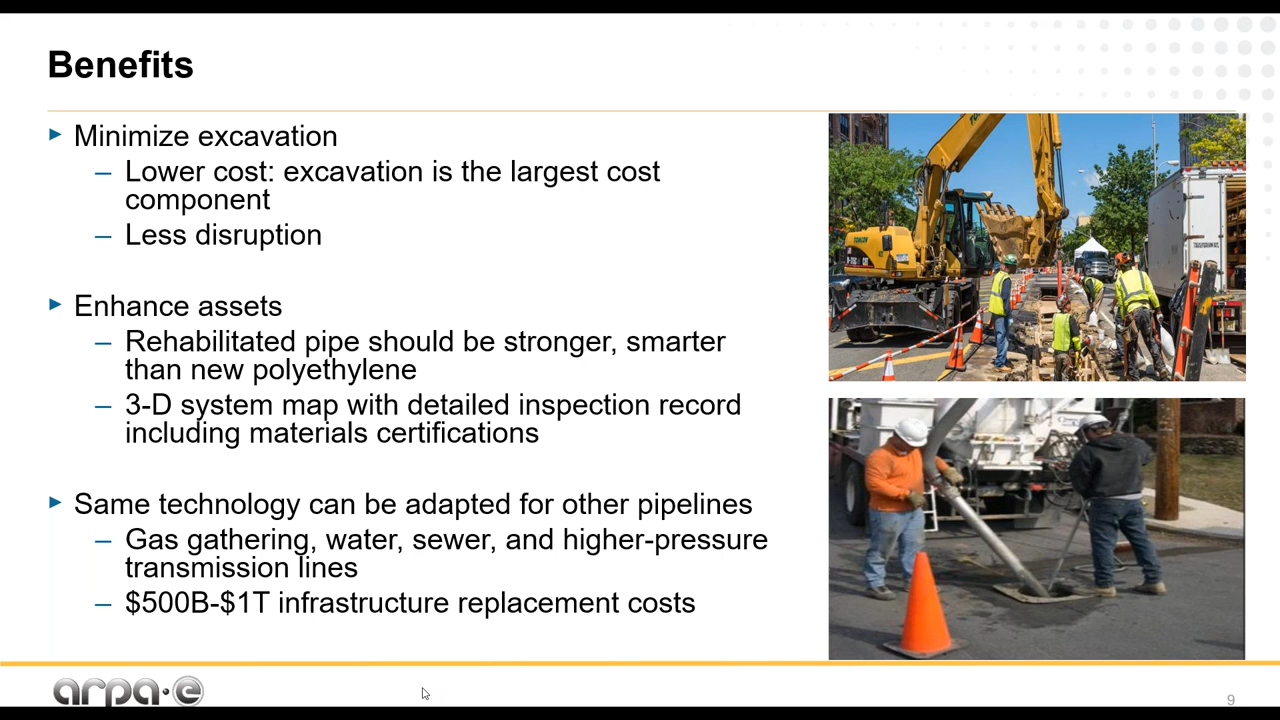 Benefits
Minimize excavation
– Lower cost: excavation is the largest cost
component
– Less disruption
Enhance assets
– Rehabilitated pipe should be stronger, smarter
than new polyethylene
– 3-D system map with detailed inspection record
including materials certifications
Same technology can be adapted for other pipelines
– Gas gathering, water, sewer, and higher-pressure
transmission lines
– $500B-$1T infrastructure replacement costs
arpa·e
9